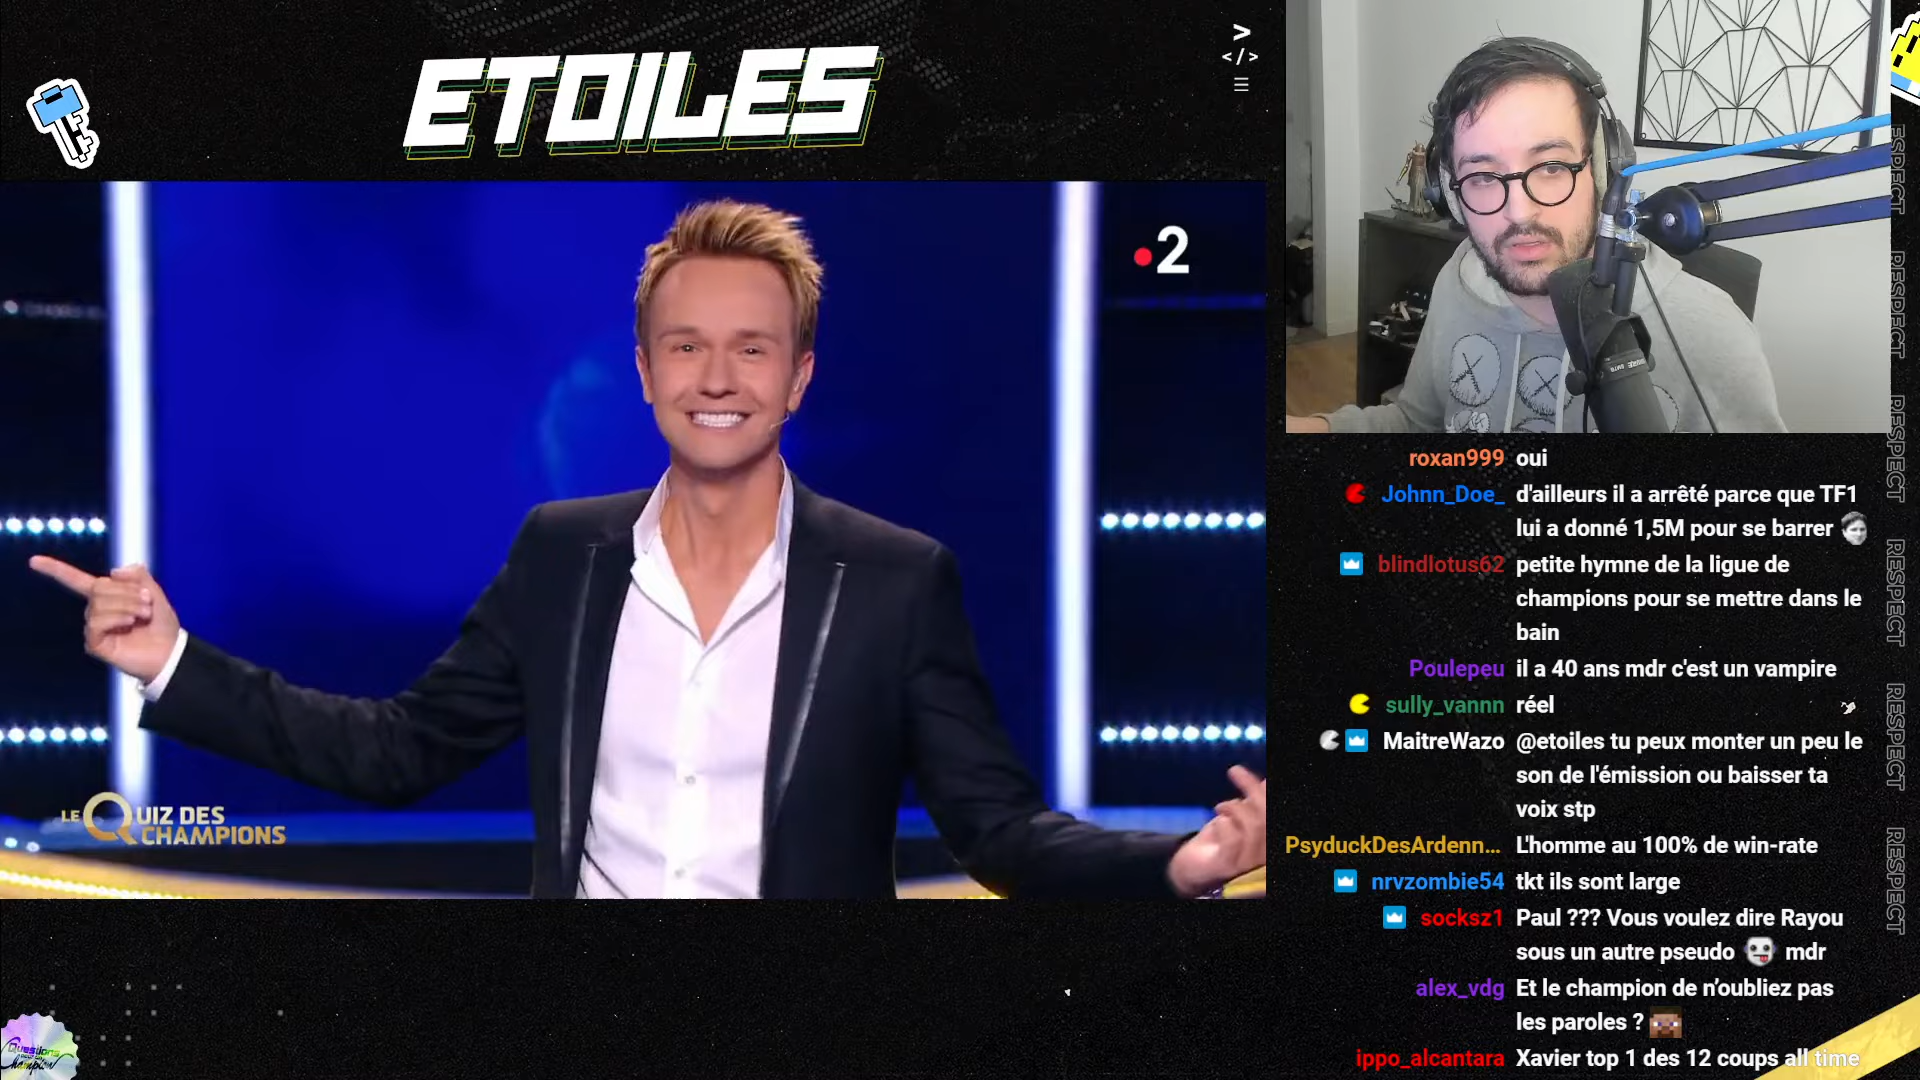 ETOILES
>
</>
2
LE QUIZ DES
CHAMPIONS
roxan999 oui
Johnn_Doe_ d'ailleurs il a arrêté parce que TF1
lui a donné 1,5M pour se barrer
blindlotus62 petite hymne de la ligue de
champions pour se mettre dans le
bain
Poulepeu il a 40 ans mdr c'est un vampire
sully_vannn réel
MaitreWazo @etoiles tu peux monter un peu le
son de l'émission ou baisser ta
voix stp
PsyduckDesArdenn... L'homme au 100% de win-rate
nrvzombie54 tkt ils sont large
socksz1 Paul ??? Vous voulez dire Rayou
sous un autre pseudo mdr
alex_vdg Et le champion de n'oubliez pas
les paroles ?
ippo_alcantara Xavier top 1 des 12 coups all time
RESPECT
RESPECT
RESPECT
RESPECT
RESPECT
RESPECT
Questions
Champion